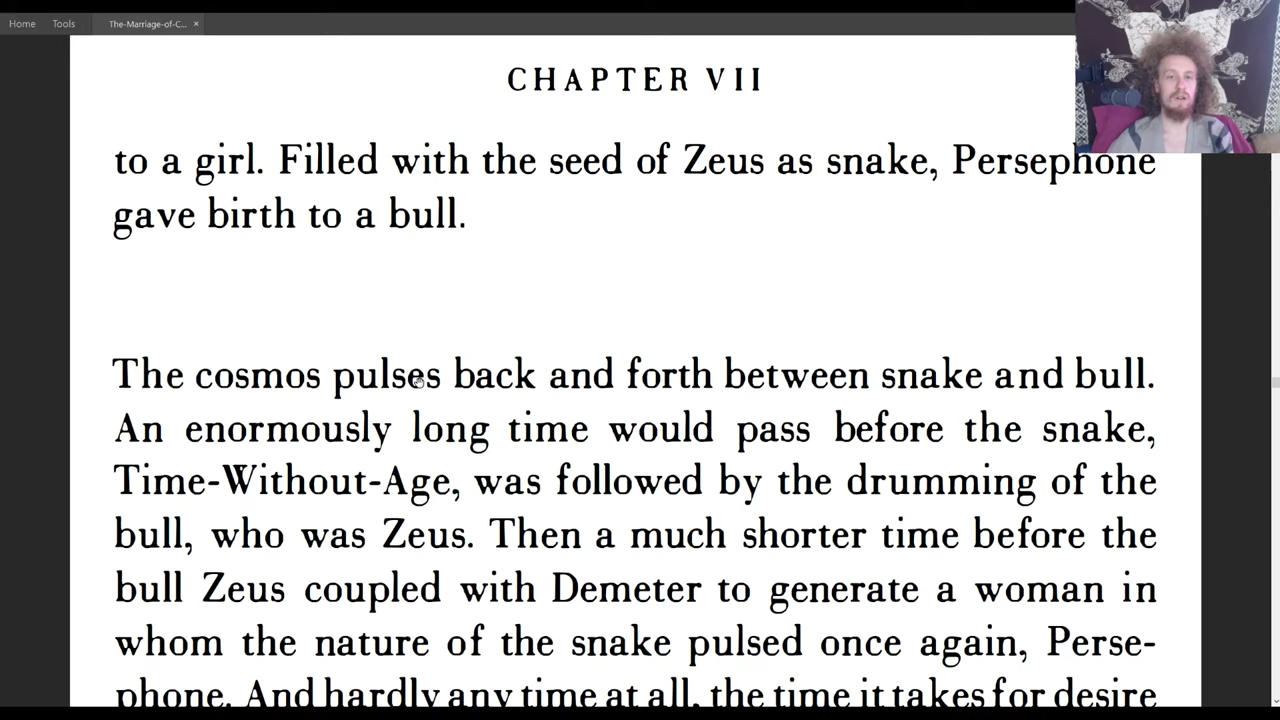 Home Tools The-Marriage-of-C... ×
CHAPTER VII
to a girl. Filled with the seed of Zeus as snake, Persephone
gave birth to a bull.
The cosmos pulses back and forth between snake and bull.
An enormously long time would pass before the snake,
Time-Without-Age, was followed by the drumming of the
bull, who was Zeus. Then a much shorter time before the
bull Zeus coupled with Demeter to generate a woman in
whom the nature of the snake pulsed once again, Perse-
phone. And hardly any time at all, the time it takes for desire